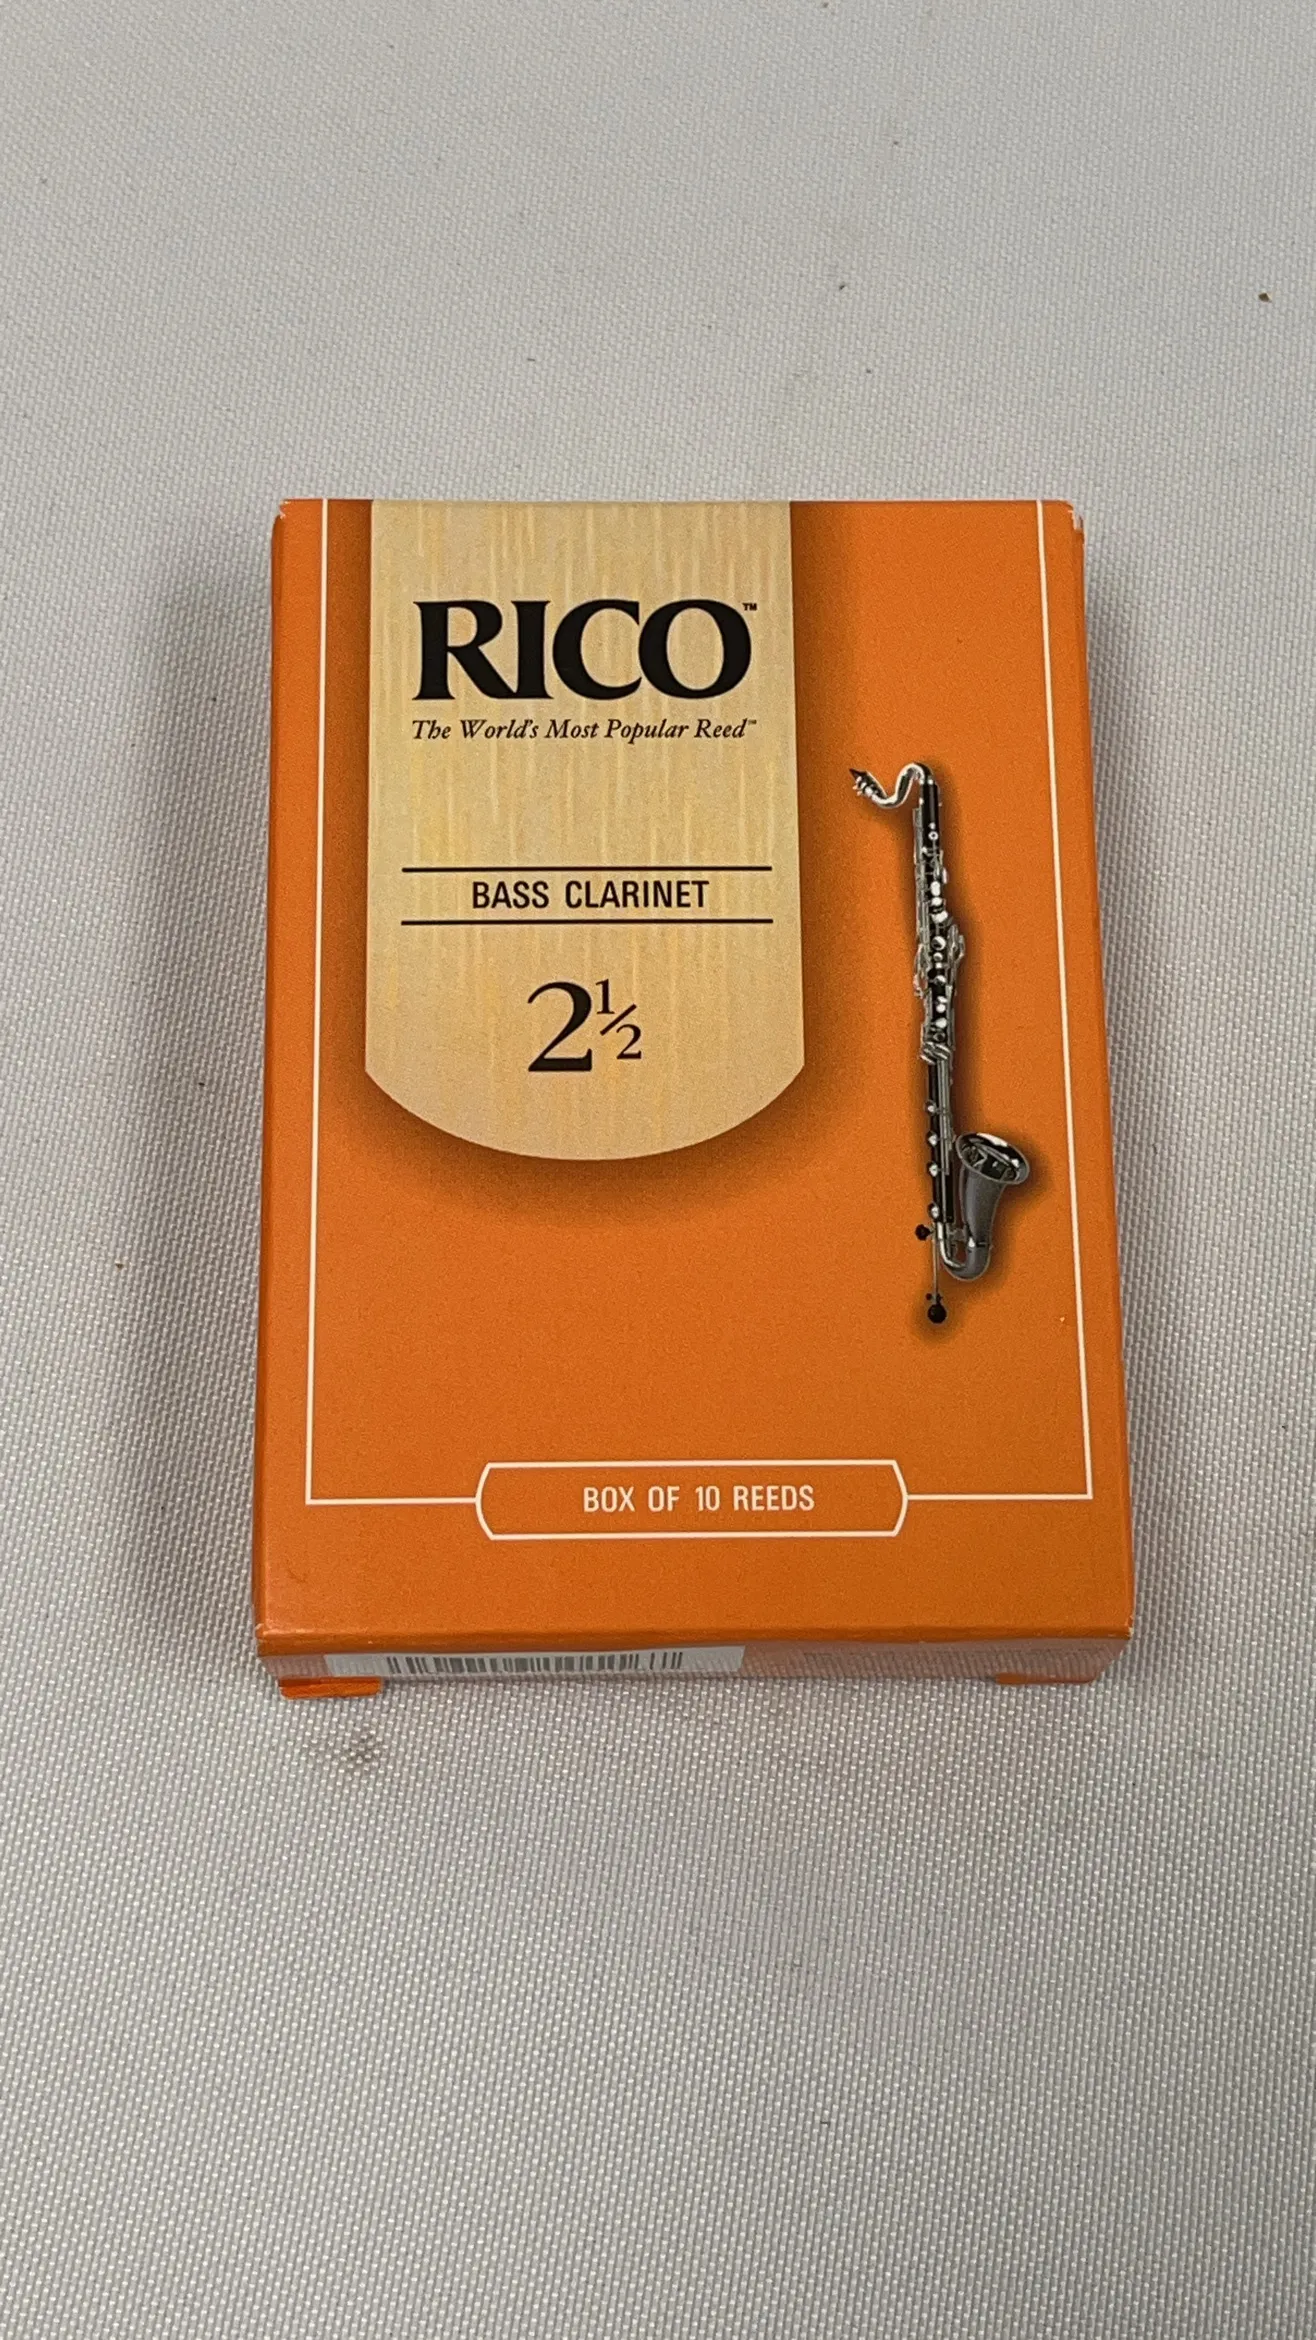 RICO™
The World's Most Popular Reed™
BASS CLARINET
2½
BOX OF 10 REEDS